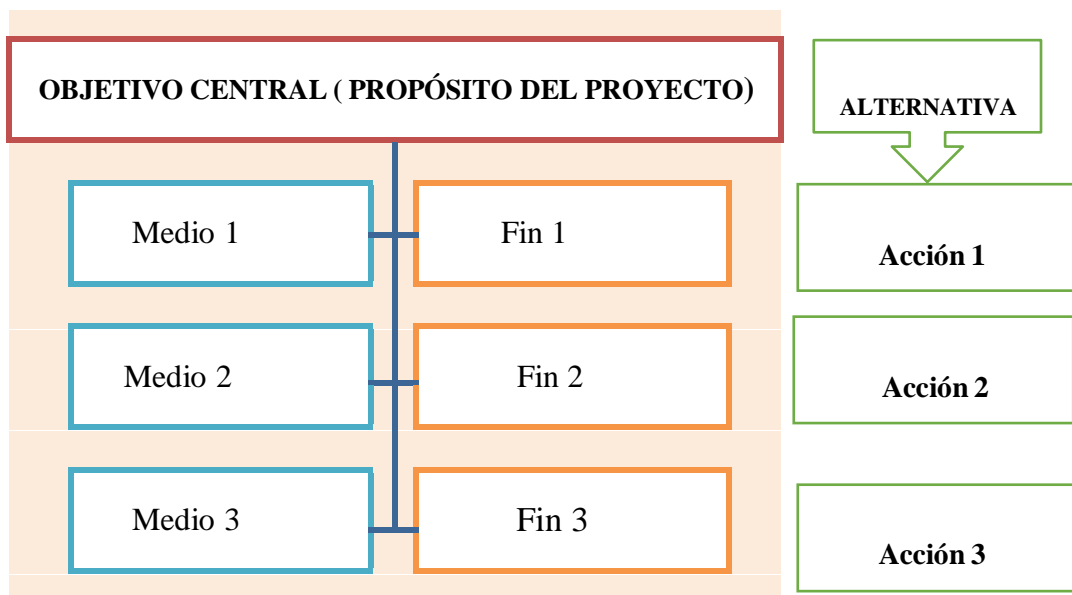 OBJETIVO CENTRAL ( PROPÓSITO DEL PROYECTO)
ALTERNATIVA
Medio 1
Fin 1
Acción 1
Medio 2
Fin 2
Acción 2
Medio 3
Fin 3
Acción 3